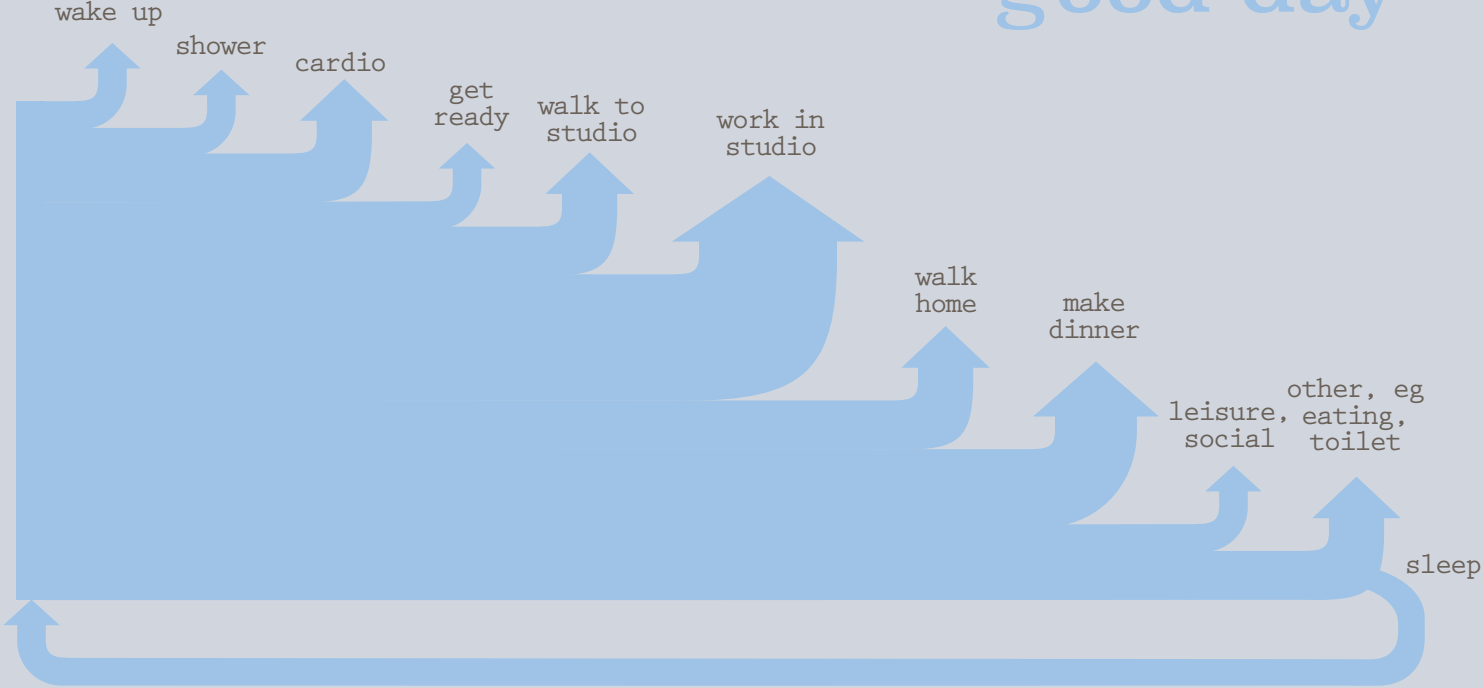 good day
wake up
shower
cardio
get
ready
walk to
studio
work in
studio
walk
home
make
dinner
leisure,
social
other, eg
eating,
toilet
sleep